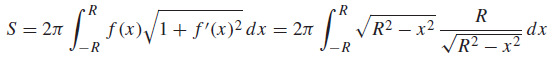 S = 2π ∫_{-R}^{R} f(x)√(1 + f′(x)²) dx = 2π ∫_{-R}^{R} √(R² – x²) R/√(R² – x²) dx